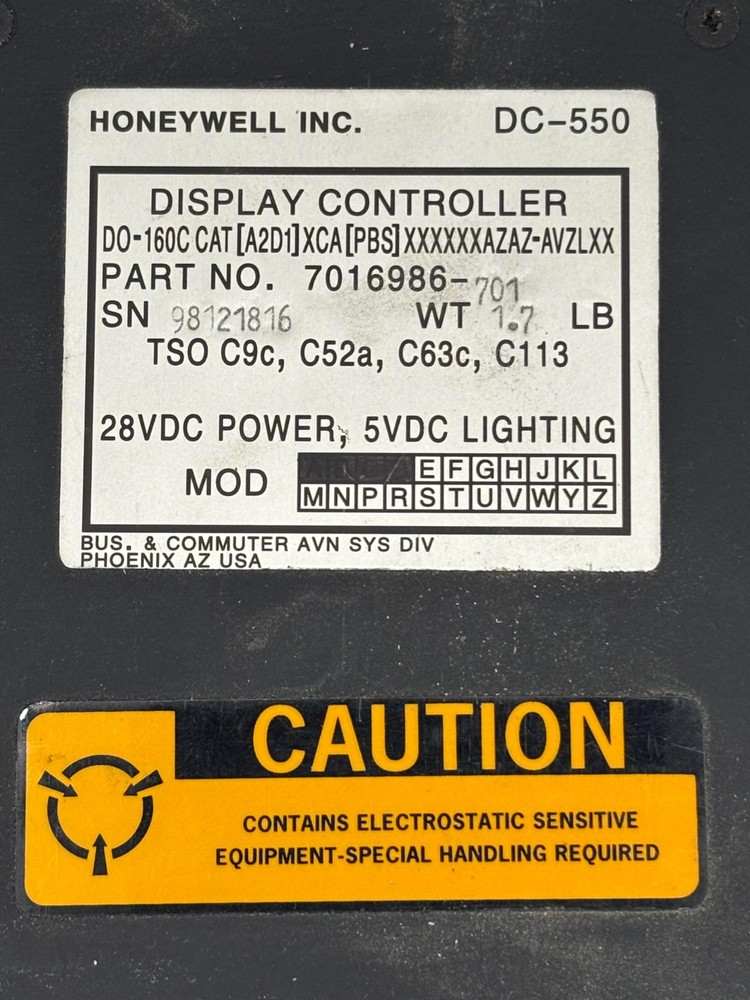 HONEYWELL INC. DC-550
DISPLAY CONTROLLER
DO-160C CAT [A2D1] XCA [PBS] XXXXXXAZAZ-AVZLXX
PART NO. 7016986-701
SN 98121816 WT 1.7 LB
TSO C9c, C52a, C63c, C113
28VDC POWER, 5VDC LIGHTING
MOD E F G H J K L
M N P R S T U V W Y Z
BUS. & COMMUTER AVN SYS DIV
PHOENIX AZ USA
CAUTION
CONTAINS ELECTROSTATIC SENSITIVE
EQUIPMENT-SPECIAL HANDLING REQUIRED